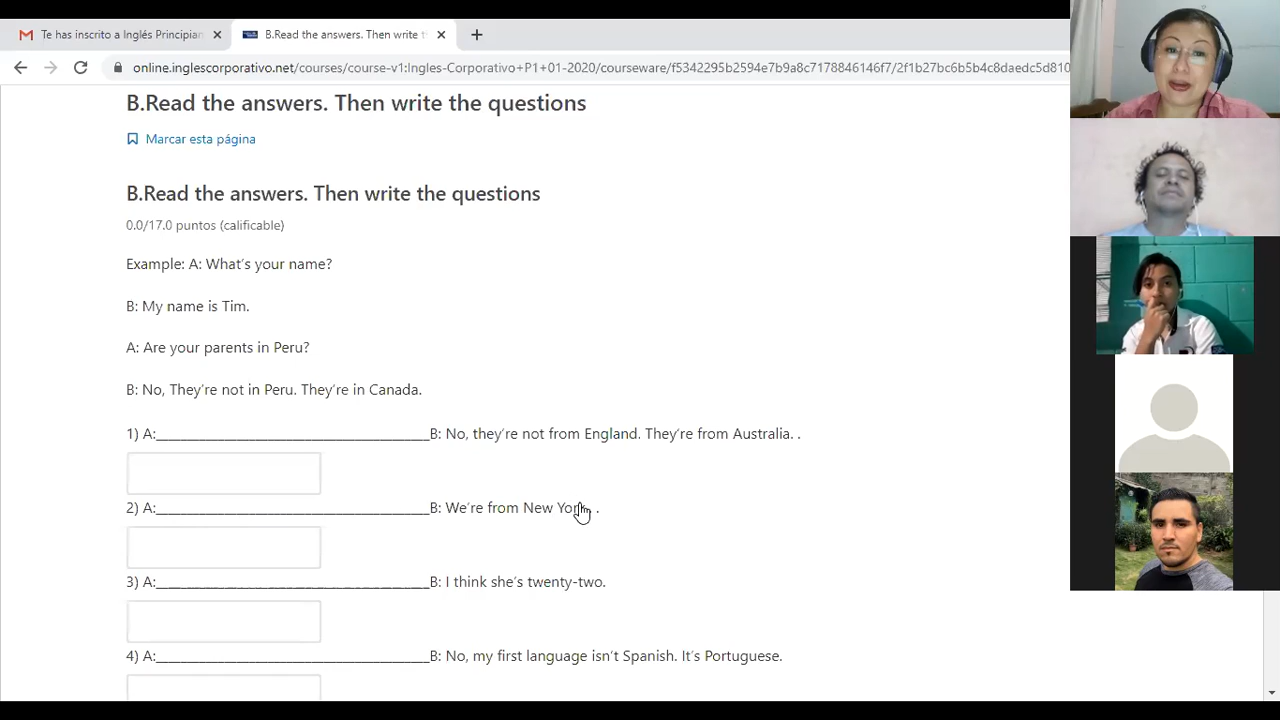 Te has inscrito a Inglés Principian
B.Read the answers. Then write t
online.inglescorporativo.net/courses/course-v1:Ingles-Corporativo+P1+01-2020/courseware/f5342295b2594e7b9a8c7178846146f7/2f1b27bc6b5b4c8daedc5d810
B.Read the answers. Then write the questions
Marcar esta página
B.Read the answers. Then write the questions
0.0/17.0 puntos (calificable)
Example: A: What's your name?
B: My name is Tim.
A: Are your parents in Peru?
B: No, They're not in Peru. They're in Canada.
1) A:___________________________________B: No, they're not from England. They're from Australia. .
2) A:___________________________________B: We're from New York. .
3) A:___________________________________B: I think she's twenty-two.
4) A:___________________________________B: No, my first language isn't Spanish. It's Portuguese.